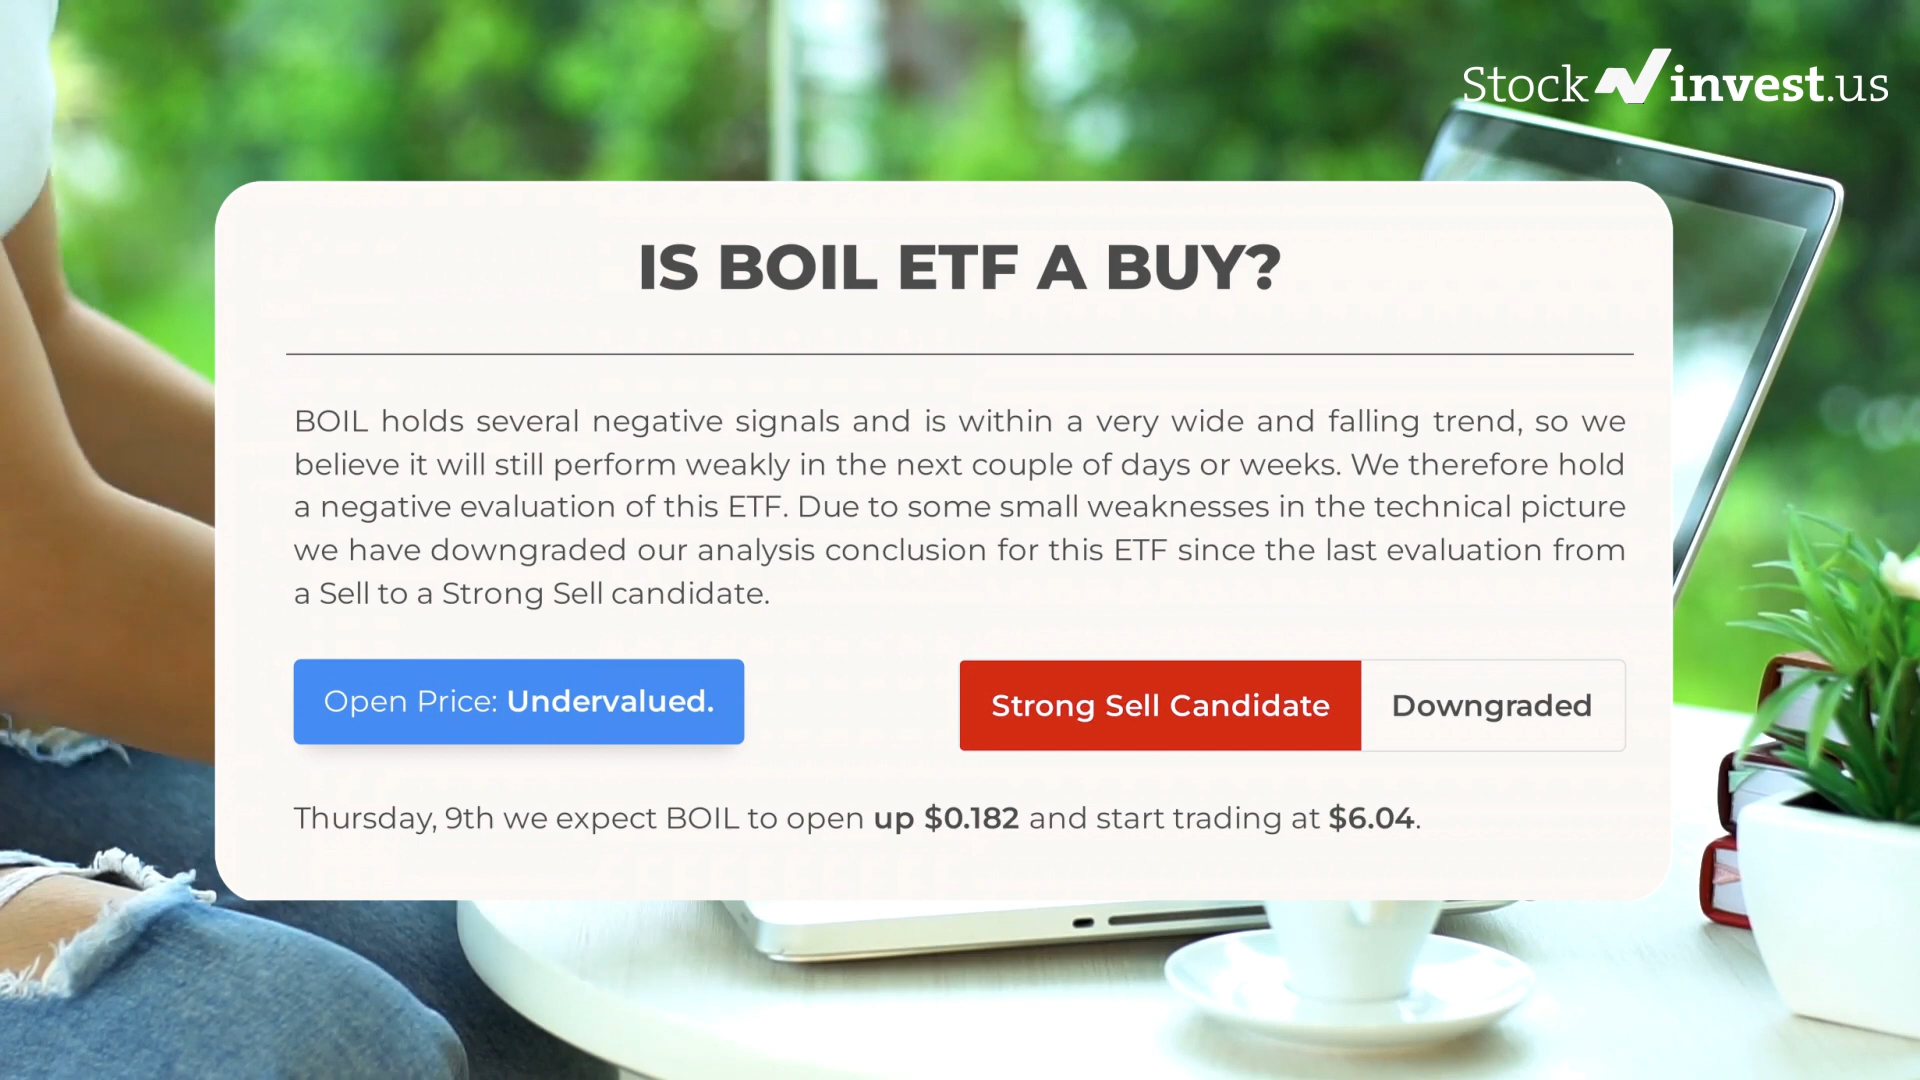 Stock invest.us
IS BOIL ETF A BUY?
BOIL holds several negative signals and is within a very wide and falling trend, so we
believe it will still perform weakly in the next couple of days or weeks. We therefore hold
a negative evaluation of this ETF. Due to some small weaknesses in the technical picture
we have downgraded our analysis conclusion for this ETF since the last evaluation from
a Sell to a Strong Sell candidate.
Open Price: Undervalued.
Strong Sell Candidate Downgraded
Thursday, 9th we expect BOIL to open up $0.182 and start trading at $6.04.